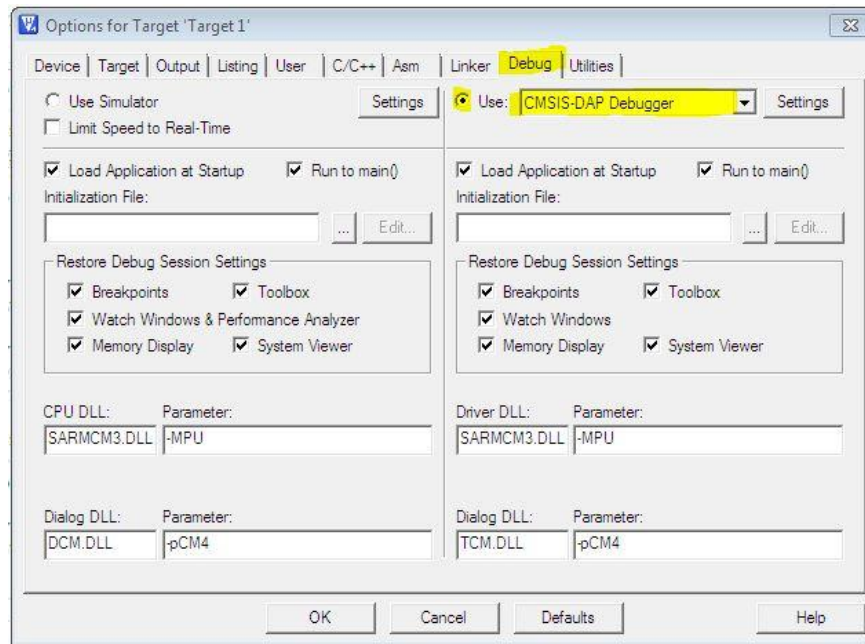 Options for Target 'Target 1'
Device Target Output Listing User C/C++ Asm Linker Debug Utilities
Use Simulator Settings
Limit Speed to Real-Time
Use: CMSIS-DAP Debugger Settings
Load Application at Startup Run to main()
Initialization File:
... Edit...
Load Application at Startup Run to main()
Initialization File:
... Edit...
Restore Debug Session Settings
Breakpoints Toolbox
Watch Windows & Performance Analyzer
Memory Display System Viewer
Restore Debug Session Settings
Breakpoints Toolbox
Watch Windows
Memory Display System Viewer
CPU DLL: Parameter:
SARMCM3.DLL -MPU
Driver DLL: Parameter:
SARMCM3.DLL -MPU
Dialog DLL: Parameter:
DCM.DLL -pCM4
Dialog DLL: Parameter:
TCM.DLL -pCM4
OK Cancel Defaults Help